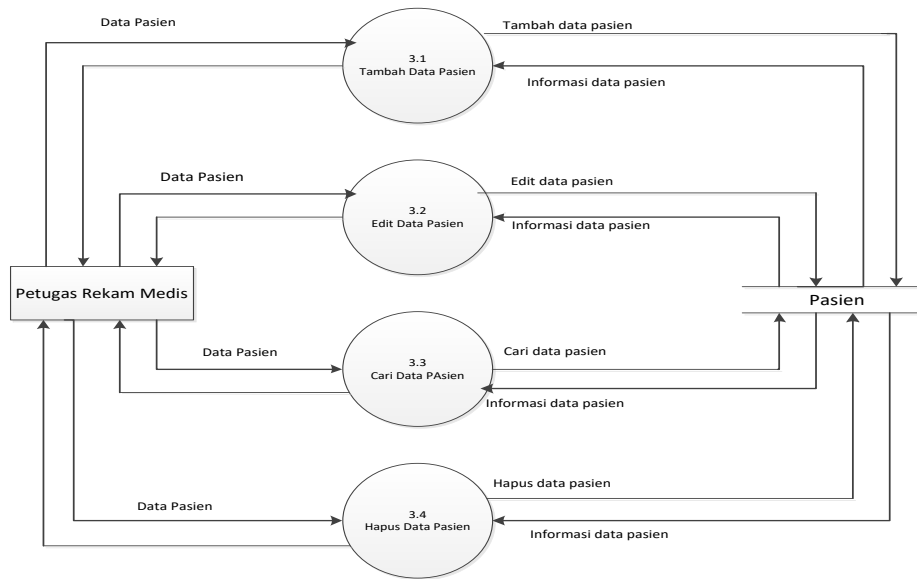 Data Pasien
Tambah data pasien
3.1
Tambah Data Pasien
Informasi data pasien
Data Pasien
Edit data pasien
3.2
Edit Data Pasien
Informasi data pasien
Petugas Rekam Medis
Pasien
Data Pasien
Cari data pasien
3.3
Cari Data PAsien
Informasi data pasien
Hapus data pasien
Data Pasien
3.4
Hapus Data Pasien
Informasi data pasien